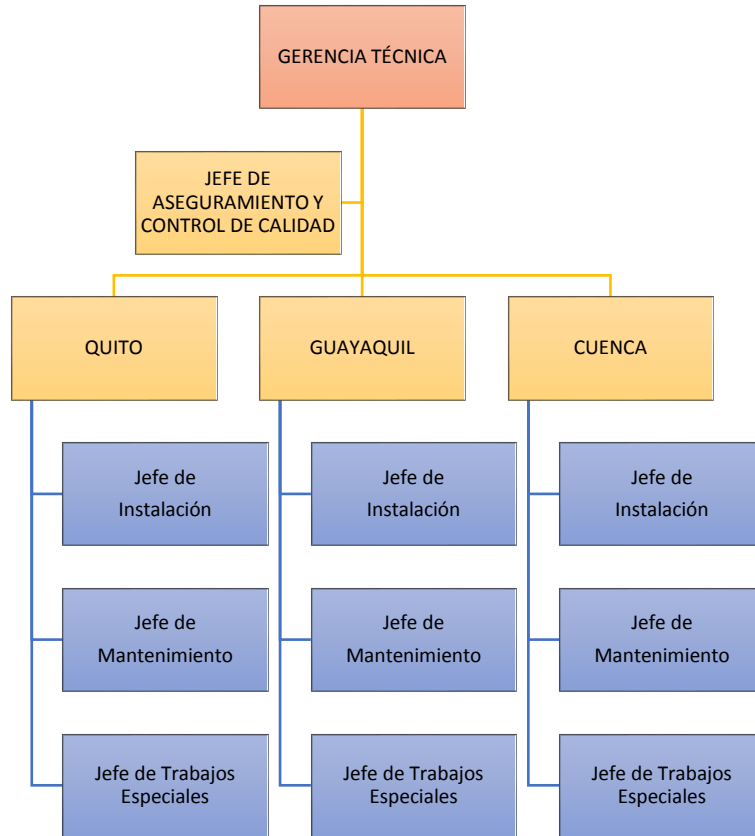 GERENCIA TÉCNICA
JEFE DE
ASEGURAMIENTO Y
CONTROL DE CALIDAD
QUITO
GUAYAQUIL
CUENCA
Jefe de
Instalación
Jefe de
Instalación
Jefe de
Instalación
Jefe de
Mantenimiento
Jefe de
Mantenimiento
Jefe de
Mantenimiento
Jefe de Trabajos
Especiales
Jefe de Trabajos
Especiales
Jefe de Trabajos
Especiales